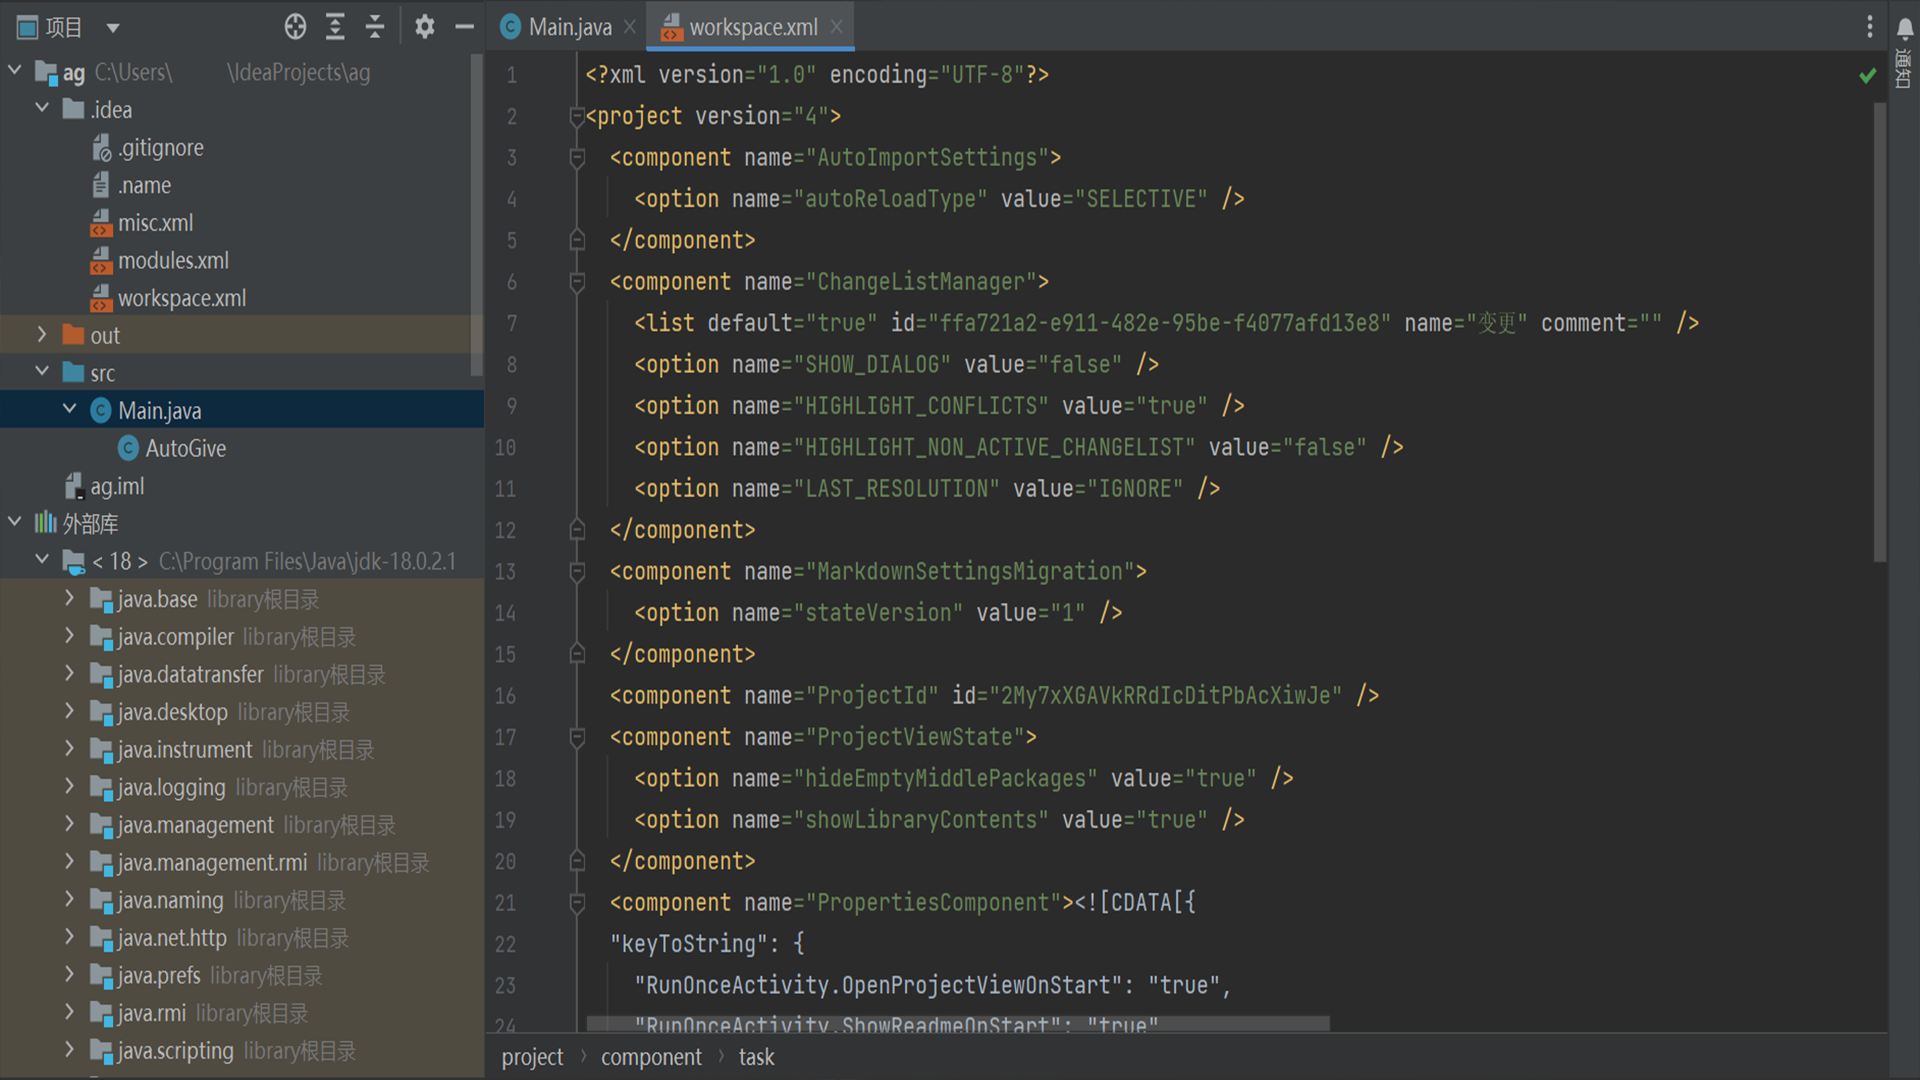 项目
ag C:\Users\ \IdeaProjects\ag
.idea
.gitignore
.name
misc.xml
modules.xml
workspace.xml
out
src
Main.java
AutoGive
ag.iml
外部库
< 18 > C:\Program Files\Java\jdk-18.0.2.1
java.base library根目录
java.compiler library根目录
java.datatransfer library根目录
java.desktop library根目录
java.instrument library根目录
java.logging library根目录
java.management library根目录
java.management.rmi library根目录
java.naming library根目录
java.net.http library根目录
java.prefs library根目录
java.rmi library根目录
java.scripting library根目录
Main.java
workspace.xml
1 <?xml version="1.0" encoding="UTF-8"?>
2 <project version="4">
3 <component name="AutoImportSettings">
4 <option name="autoReloadType" value="SELECTIVE" />
5 </component>
6 <component name="ChangeListManager">
7 <list default="true" id="ffa721a2-e911-482e-95be-f4077afd13e8" name="变更" comment="" />
8 <option name="SHOW_DIALOG" value="false" />
9 <option name="HIGHLIGHT_CONFLICTS" value="true" />
10 <option name="HIGHLIGHT_NON_ACTIVE_CHANGELIST" value="false" />
11 <option name="LAST_RESOLUTION" value="IGNORE" />
12 </component>
13 <component name="MarkdownSettingsMigration">
14 <option name="stateVersion" value="1" />
15 </component>
16 <component name="ProjectId" id="2My7xXGAVkRRdIcDitPbAcXiwJe" />
17 <component name="ProjectViewState">
18 <option name="hideEmptyMiddlePackages" value="true" />
19 <option name="showLibraryContents" value="true" />
20 </component>
21 <component name="PropertiesComponent"><![CDATA[{
22 "keyToString": {
23 "RunOnceActivity.OpenProjectViewOnStart": "true",
24 "RunOnceActivity.ShowReadmeOnStart": "true"
project › component › task
通知